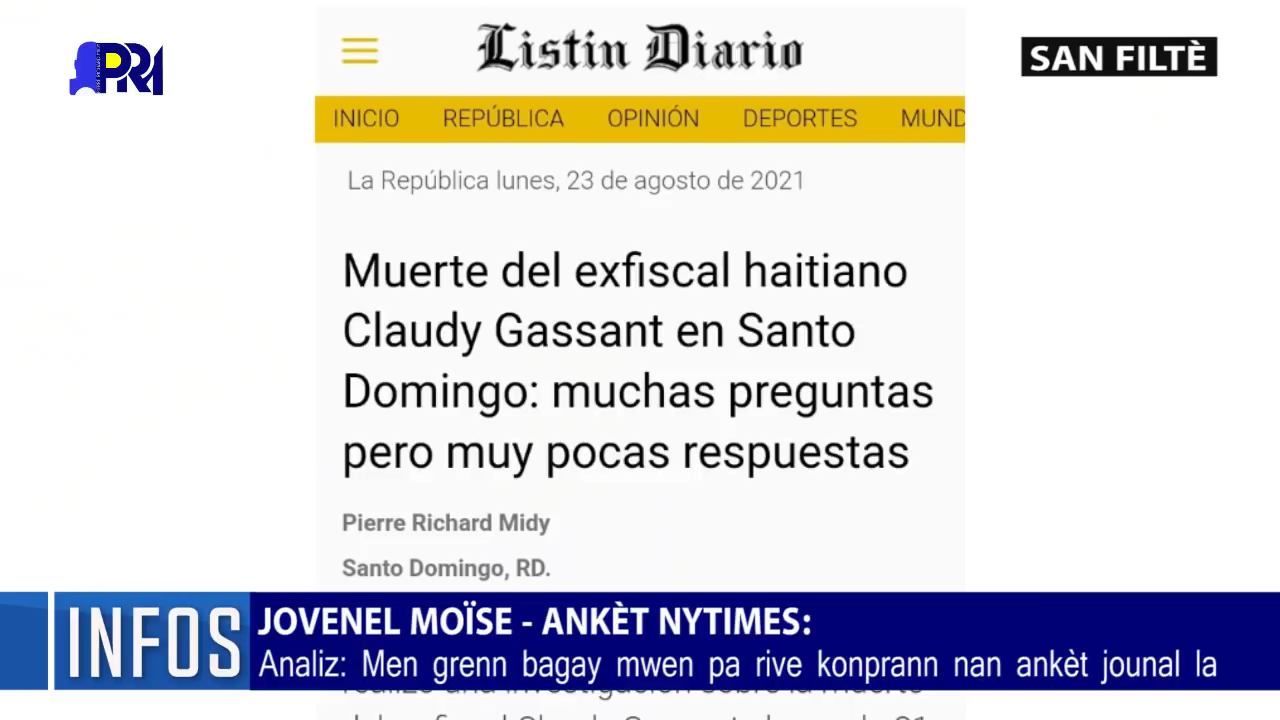 PRM
Listin Diario
SAN FILTÈ
INICIO REPÚBLICA OPINIÓN DEPORTES MUND
La República lunes, 23 de agosto de 2021
Muerte del exfiscal haitiano
Claudy Gassant en Santo
Domingo: muchas preguntas
pero muy pocas respuestas
Pierre Richard Midy
Santo Domingo, RD.
INFOS
JOVENEL MOÏSE - ANKÈT NYTIMES:
Analiz: Men grenn bagay mwen pa rive konprann nan ankèt jounal la